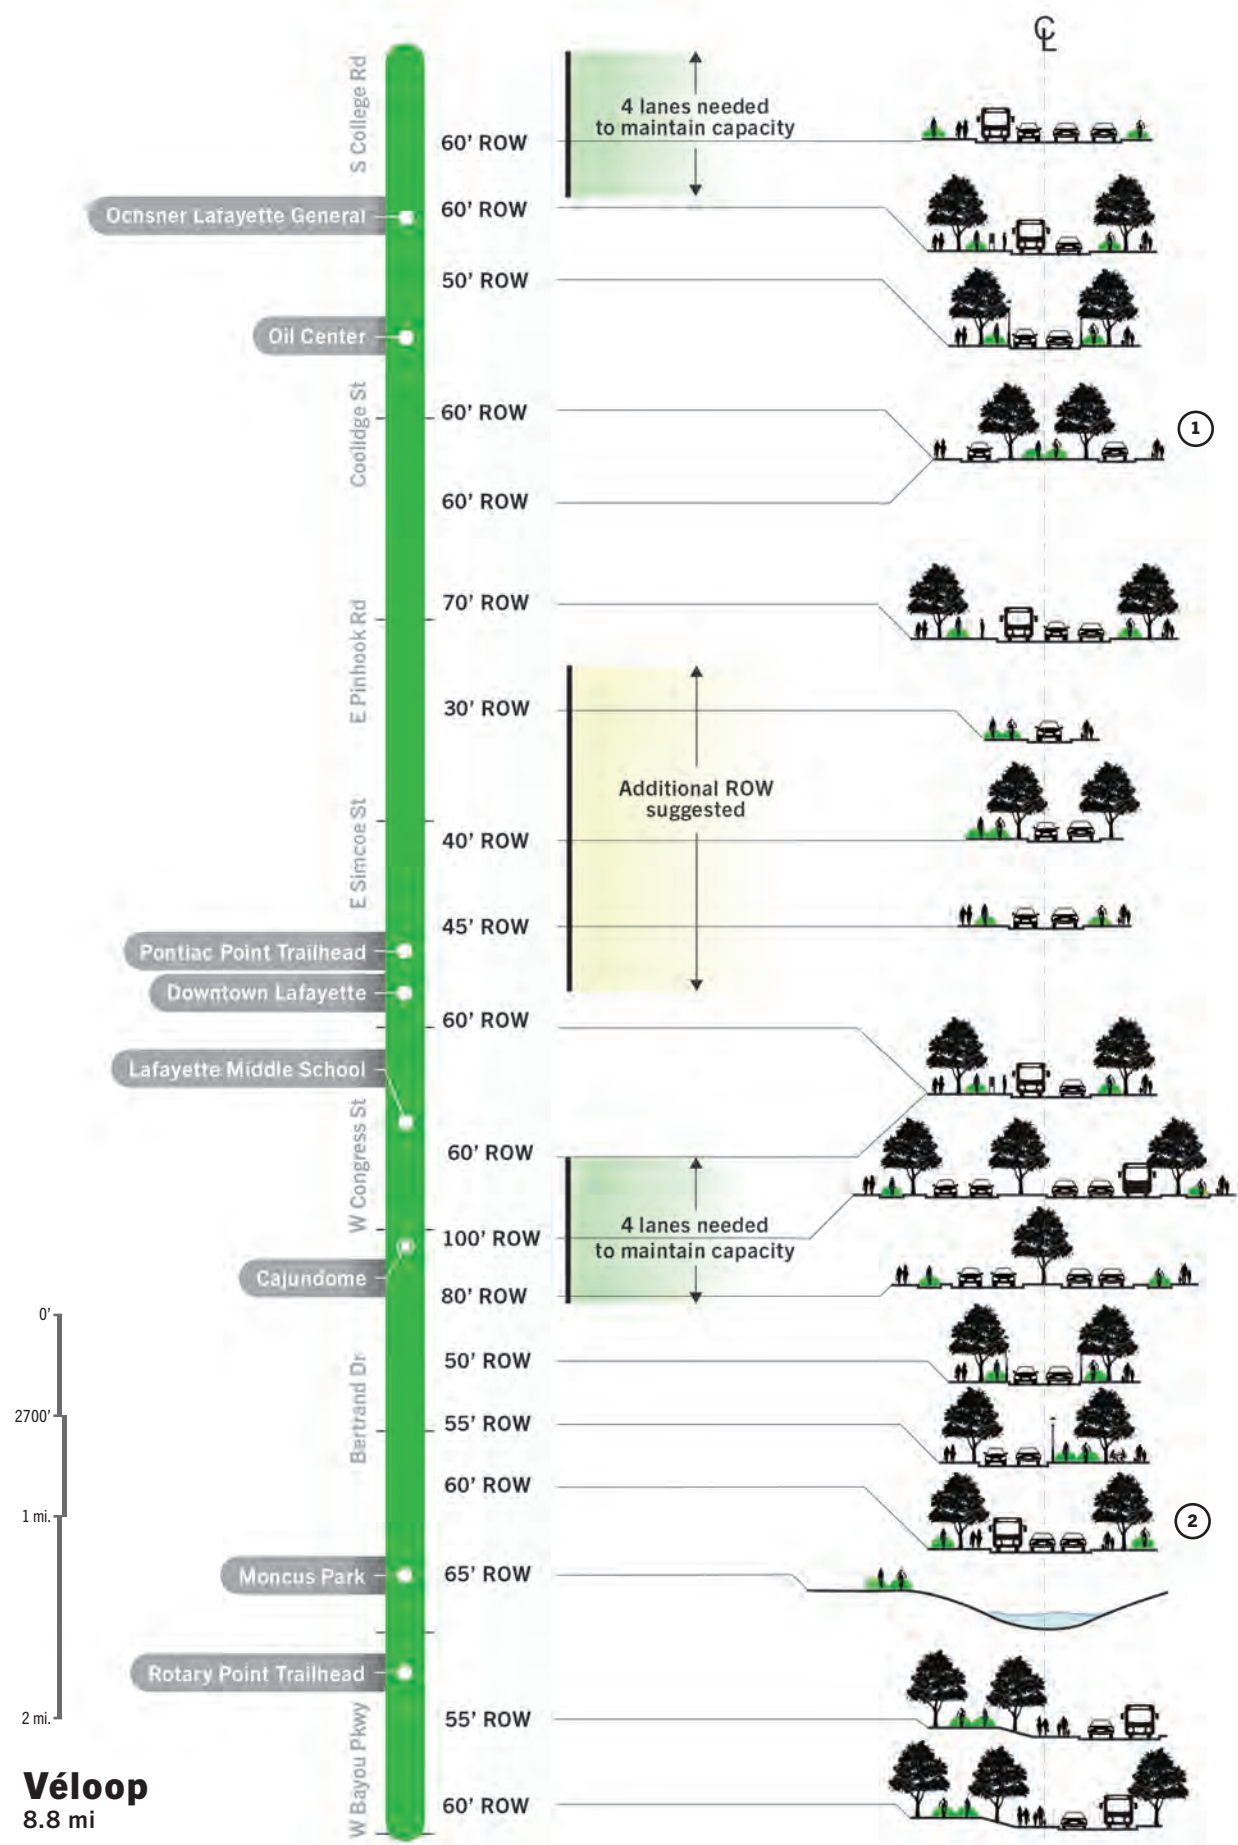 CL
S College Rd
4 lanes needed
to maintain capacity
60' ROW
Ochsner Lafayette General
60' ROW
50' ROW
Oil Center
Coolidge St
60' ROW
1
60' ROW
70' ROW
E Pinhook Rd
30' ROW
Additional ROW
suggested
E Simcoe St
40' ROW
45' ROW
Pontiac Point Trailhead
Downtown Lafayette
60' ROW
Lafayette Middle School
W Congress St
60' ROW
4 lanes needed
to maintain capacity
100' ROW
Cajundome
80' ROW
0'
50' ROW
Bertrand Dr
2700'
55' ROW
60' ROW
1 mi.
2
Moncus Park
65' ROW
Rotary Point Trailhead
2 mi.
55' ROW
W Bayou Pkwy
Véloop
8.8 mi
60' ROW